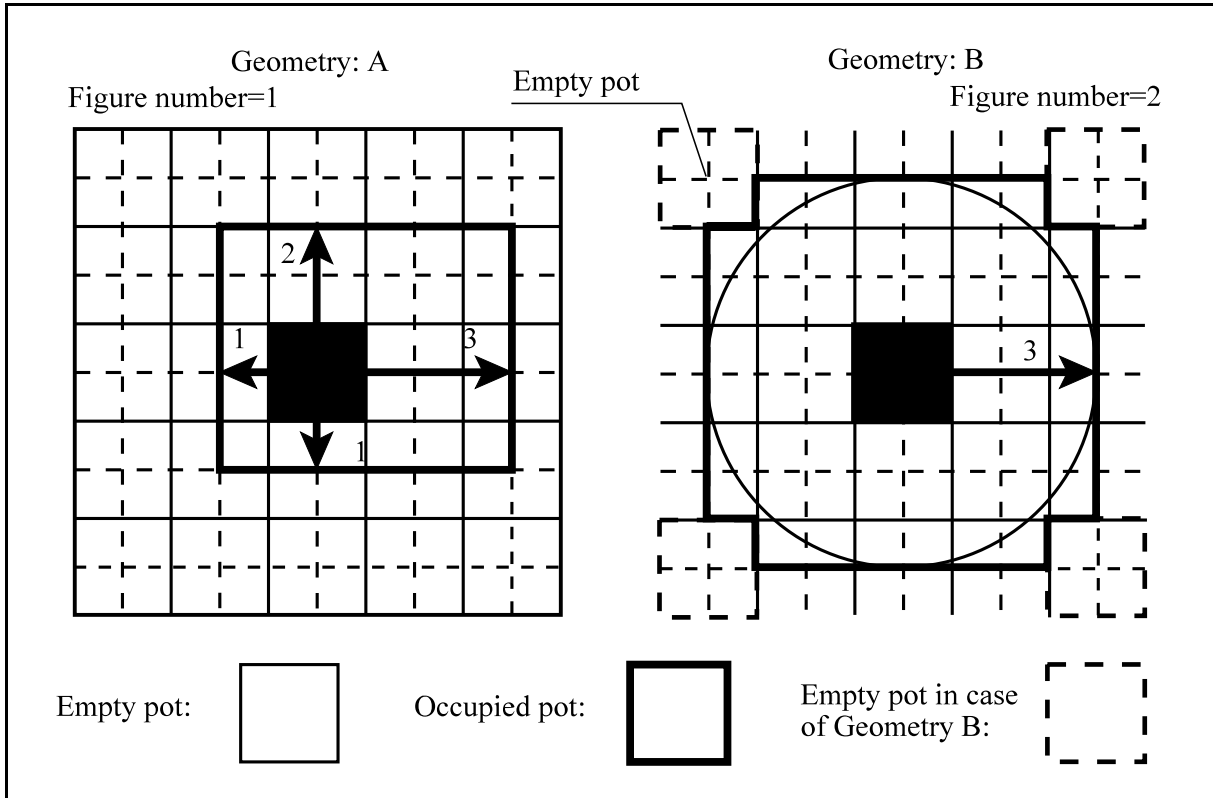 Geometry: A
Figure number=1
Empty pot
Geometry: B
Figure number=2
2
1
3
1
3
Empty pot:
Occupied pot:
Empty pot in case
of Geometry B: